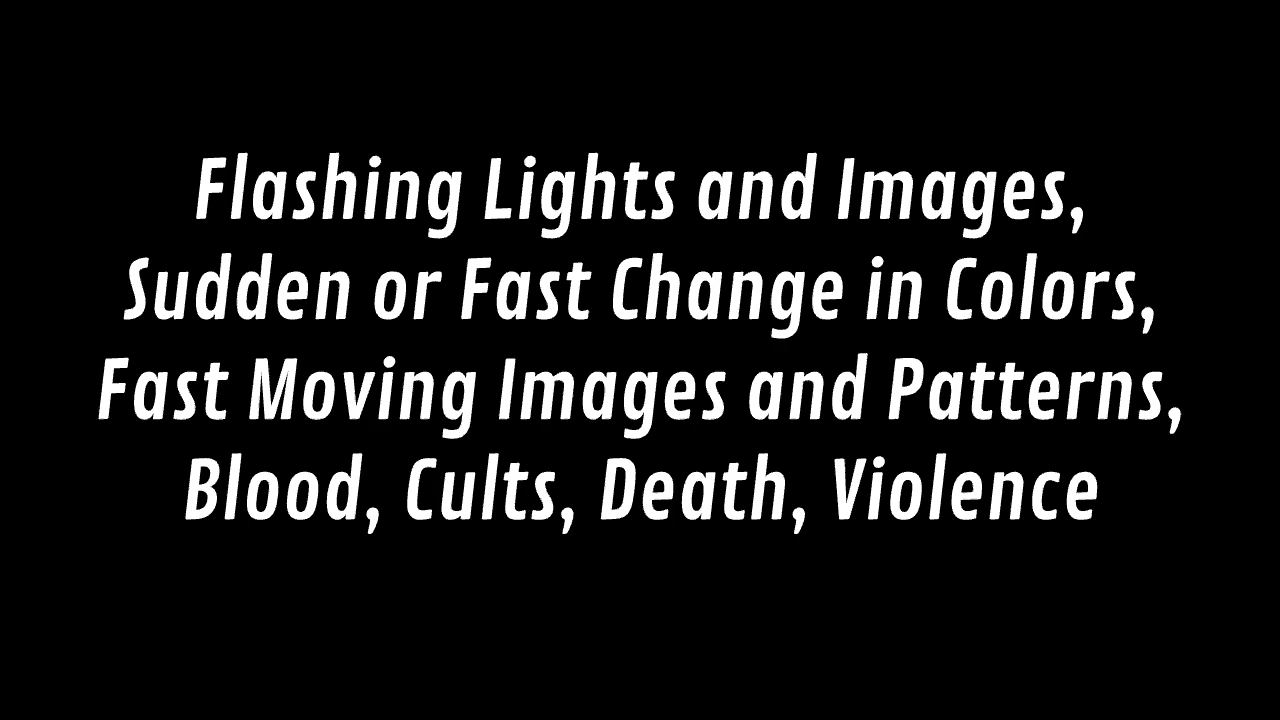 Flashing Lights and Images,
Sudden or Fast Change in Colors,
Fast Moving Images and Patterns,
Blood, Cults, Death, Violence